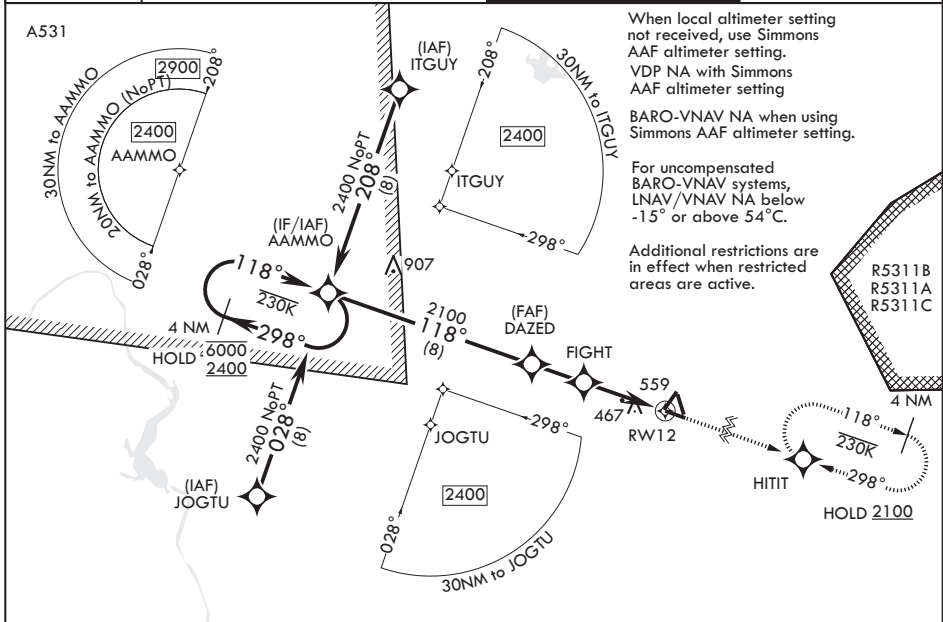 A531
30NM to AAMMO
20NM to AAMMO (NoPT)
2900
208°
2400
AAMMO
028°
(IAF)
ITGUY
2400 NoPT
208°
(8)
208°
30NM to ITGUY
2400
ITGUY
298°
When local altimeter setting
not received, use Simmons
AAF altimeter setting.
VDP NA with Simmons
AAF altimeter setting
BARO-VNAV NA when using
Simmons AAF altimeter setting.
For uncompensated
BARO-VNAV systems,
LNAV/VNAV NA below
-15° or above 54°C.
Additional restrictions are
in effect when restricted
areas are active.
R5311B
R5311A
R5311C
(IF/IAF)
AAMMO
118°
230K
298°
4 NM
HOLD 6000
2400
907
2100
118°
(8)
(FAF)
DAZED
FIGHT
559
467
RW12
2400 NoPT
028°
(8)
(IAF)
JOGTU
298°
JOGTU
2400
028°
30NM to JOGTU
4 NM
118°
230K
298°
HITIT
HOLD 2100